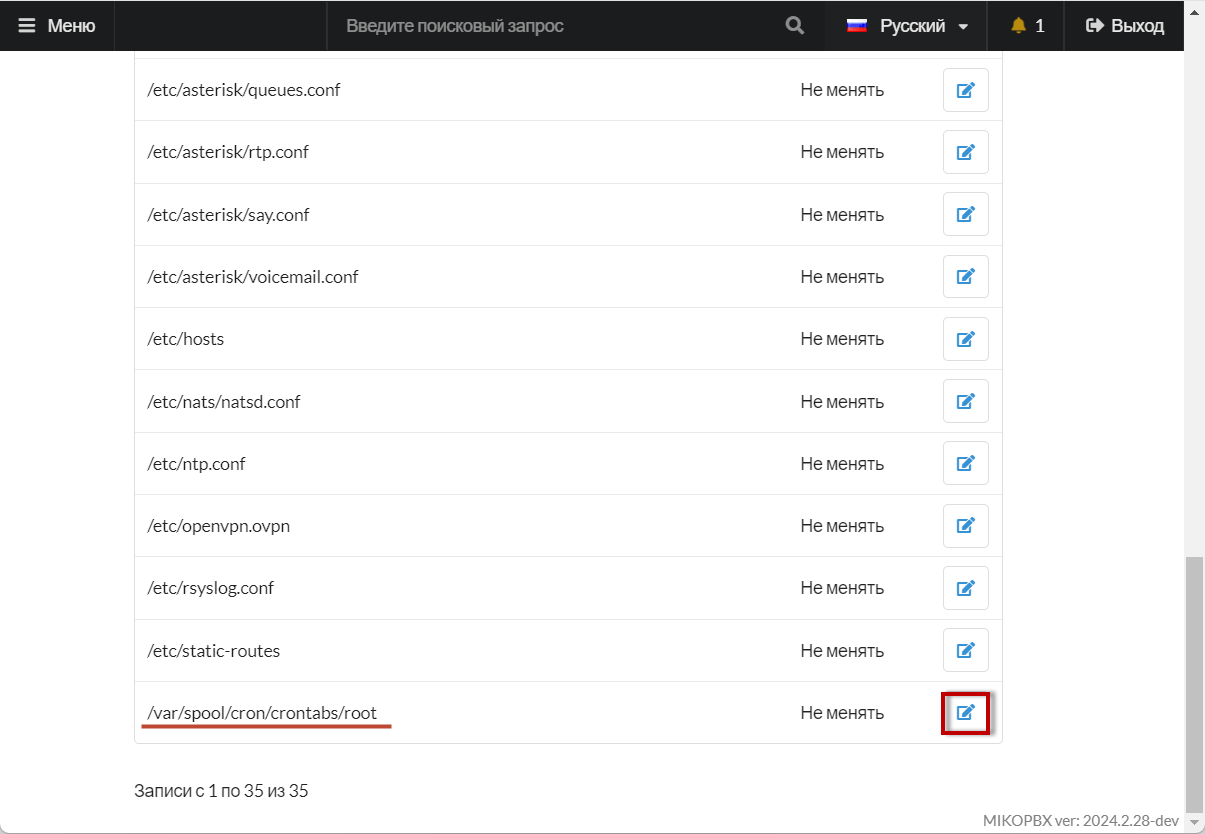 Меню Введите поисковый запрос Русский 1 Выход
/etc/asterisk/queues.conf Не менять
/etc/asterisk/rtp.conf Не менять
/etc/asterisk/say.conf Не менять
/etc/asterisk/voicemail.conf Не менять
/etc/hosts Не менять
/etc/nats/natsd.conf Не менять
/etc/ntp.conf Не менять
/etc/openvpn.ovpn Не менять
/etc/rsyslog.conf Не менять
/etc/static-routes Не менять
/var/spool/cron/crontabs/root Не менять
Записи с 1 по 35 из 35
MIKOPBX ver: 2024.2.28-dev